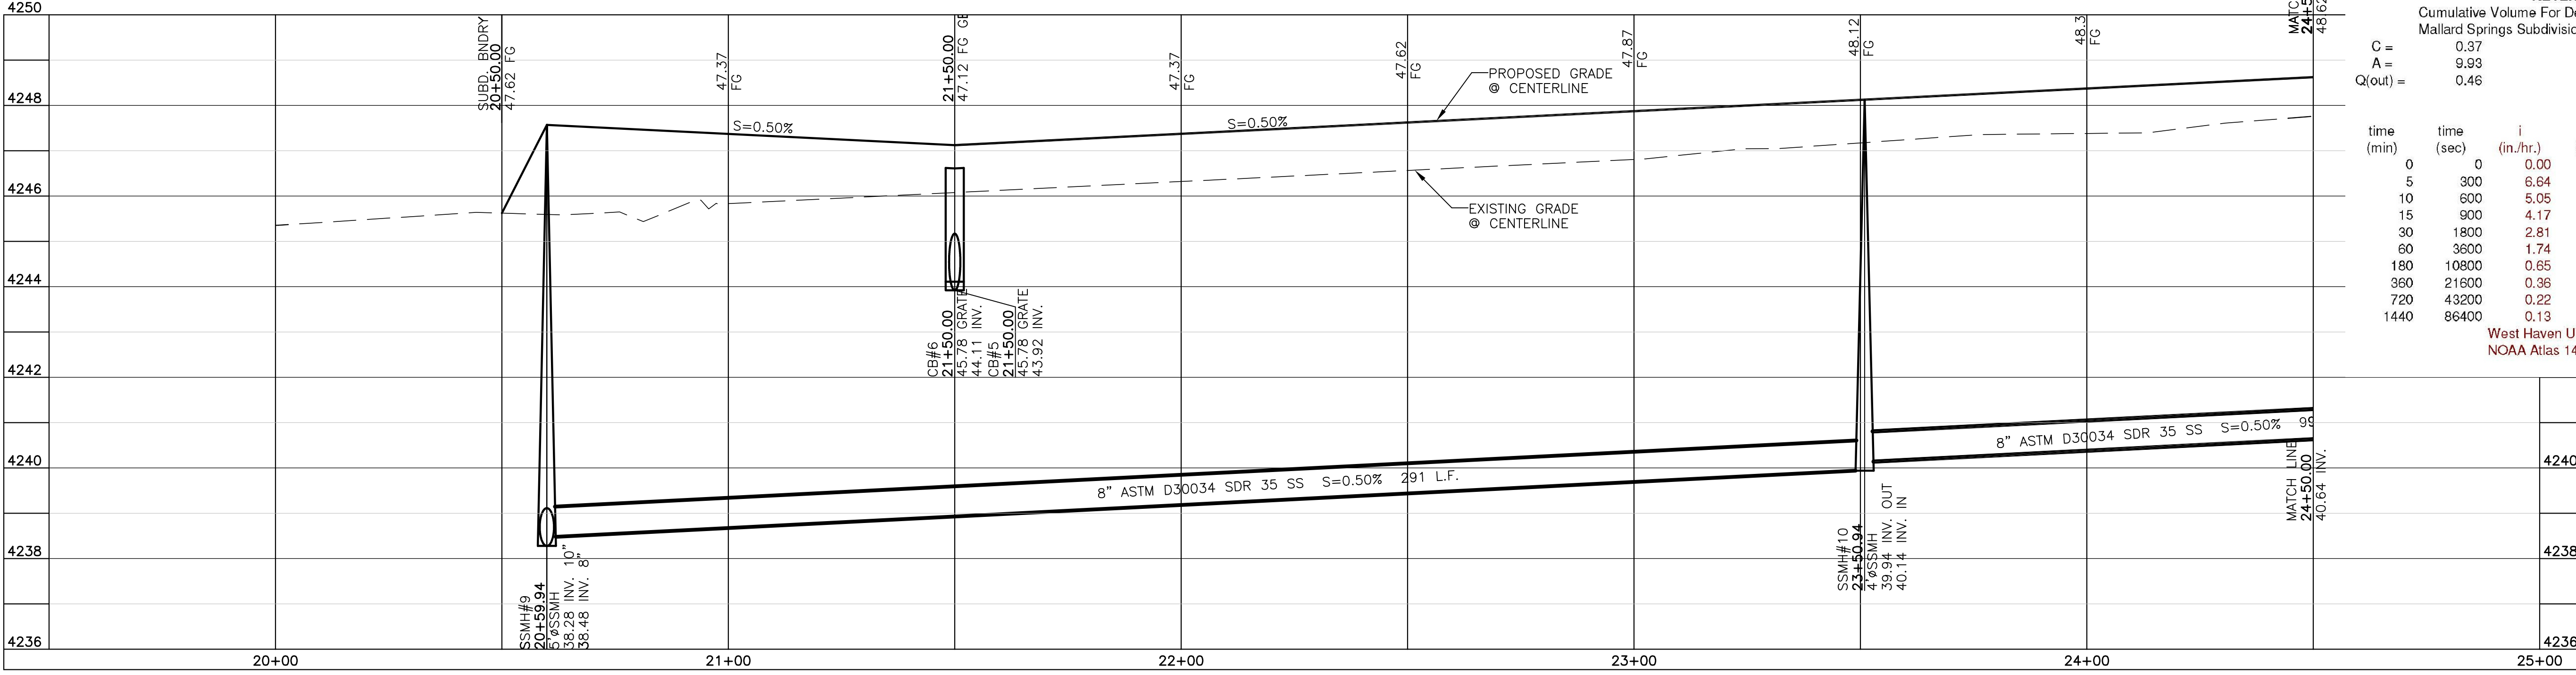 4250
4248
4246
4244
4242
4240
4238
4236
SUBD. BNDRY
20+50.00
47.62 FG
47.37
FG
21+50.00
47.12 FG
47.37
FG
47.62
FG
47.87
FG
48.12
FG
48.3
FG
S=0.50%
S=0.50%
PROPOSED GRADE
@ CENTERLINE
EXISTING GRADE
@ CENTERLINE
CB#6
21+50.00
45.78 GRATE
44.11 INV.
CB#5
21+50.00
45.78 GRATE
43.92 INV.
8" ASTM D30034 SDR 35 SS S=0.50% 291 L.F.
8" ASTM D30034 SDR 35 SS S=0.50% 99
SSMH#9
20+59.94
5'øSSMH
38.28 INV. 10"
38.48 INV. 8"
SSMH#10
23+50.94
4'øSSMH
39.94 INV. OUT
40.14 INV. IN
MATCH LINE
24+50.00
40.64 INV.
Cumulative Volume For
Mallard Springs
C = 0.37
A = 9.93
Q(out) = 0.46
time time i
(min) (sec) (in./hr.)
0 0 0.00
5 300 6.64
10 600 5.05
15 900 4.17
30 1800 2.81
60 3600 1.74
180 10800 0.65
360 21600 0.36
720 43200 0.22
1440 86400 0.13
West Haven
NOAA Atlas 14
4240
4238
4236
20+00
21+00
22+00
23+00
24+00
25+00